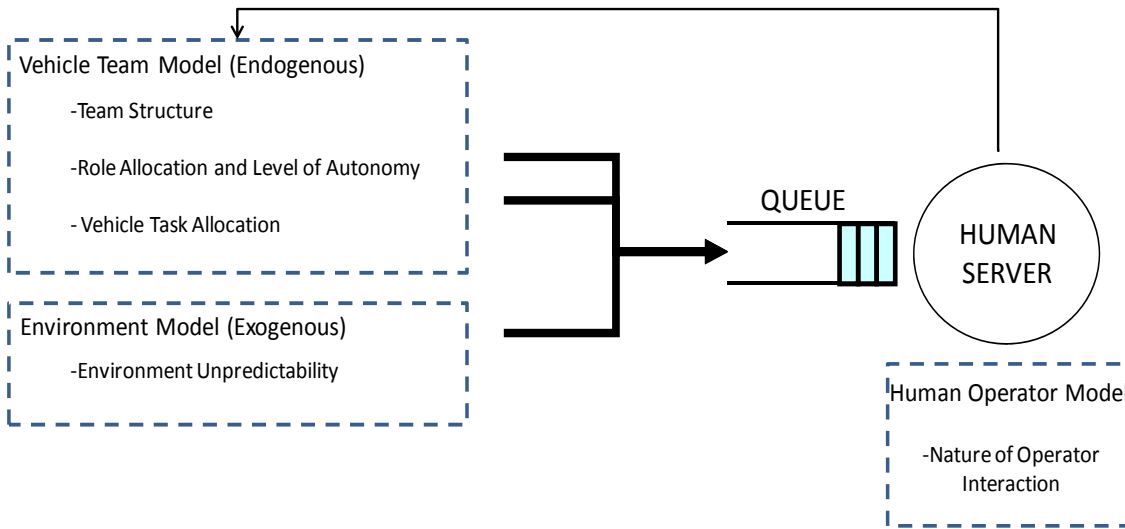 Vehicle Team Model (Endogenous)
-Team Structure
-Role Allocation and Level of Autonomy
- Vehicle Task Allocation
Environment Model (Exogenous)
-Environment Unpredictability
QUEUE
HUMAN
SERVER
Human Operator Model
-Nature of Operator
Interaction